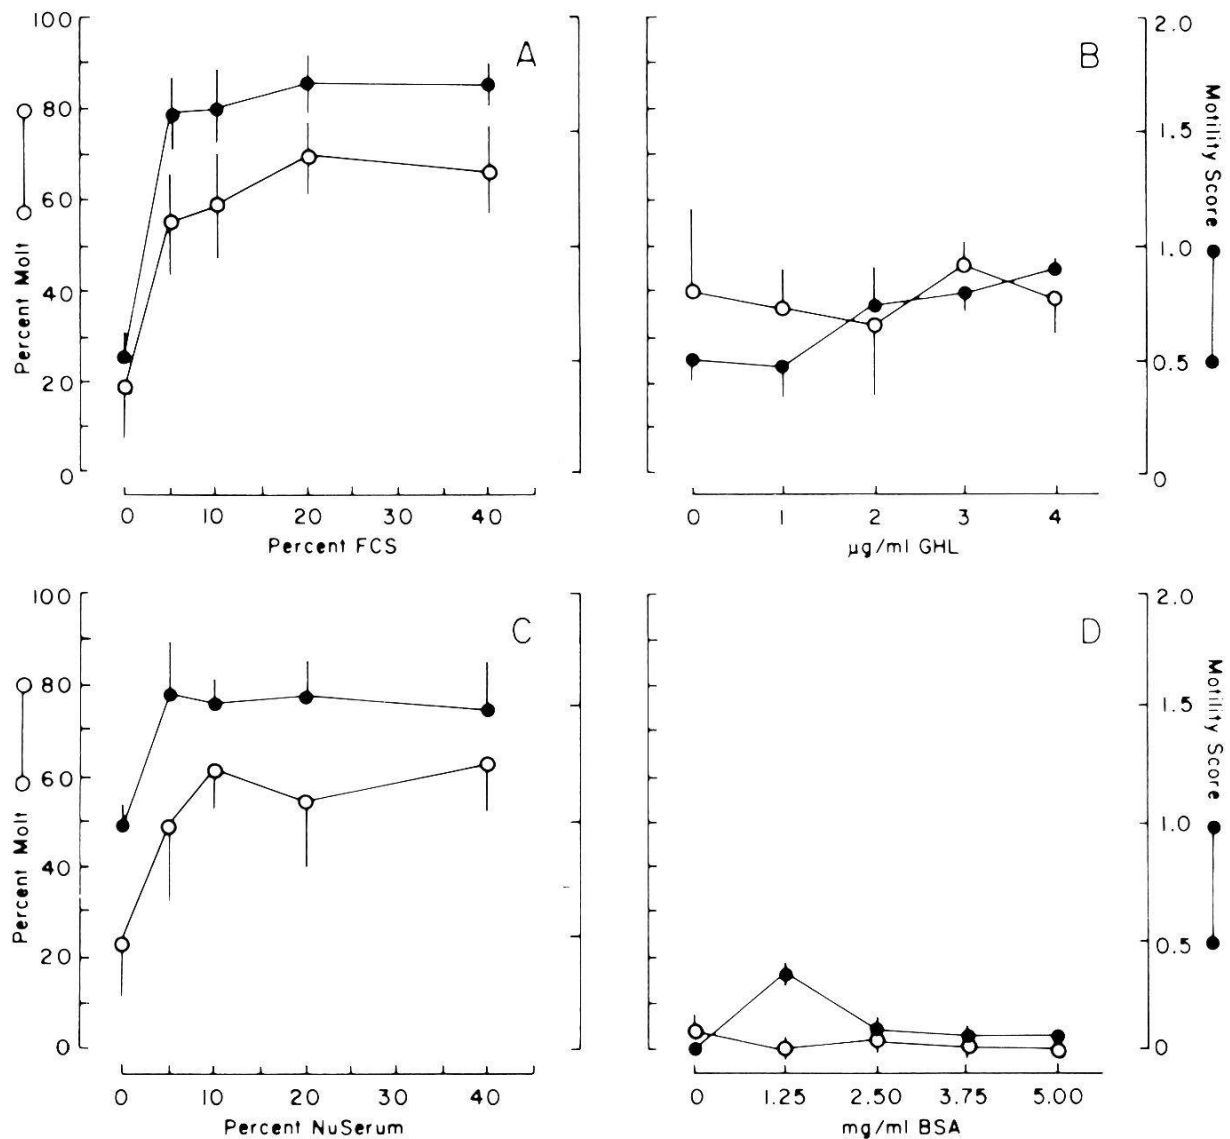 100
80
60
40
20
0
Percent Molt
A
0 10 20 30 40
Percent FCS
B
2.0
1.5
1.0
0.5
0
Motility Score
0 1 2 3 4
µg/ml GHL
100
80
60
40
20
0
Percent Molt
C
0 10 20 30 40
Percent NuSerum
D
2.0
1.5
1.0
0.5
0
Motility Score
0 1.25 2.50 3.75 5.00
mg/ml BSA